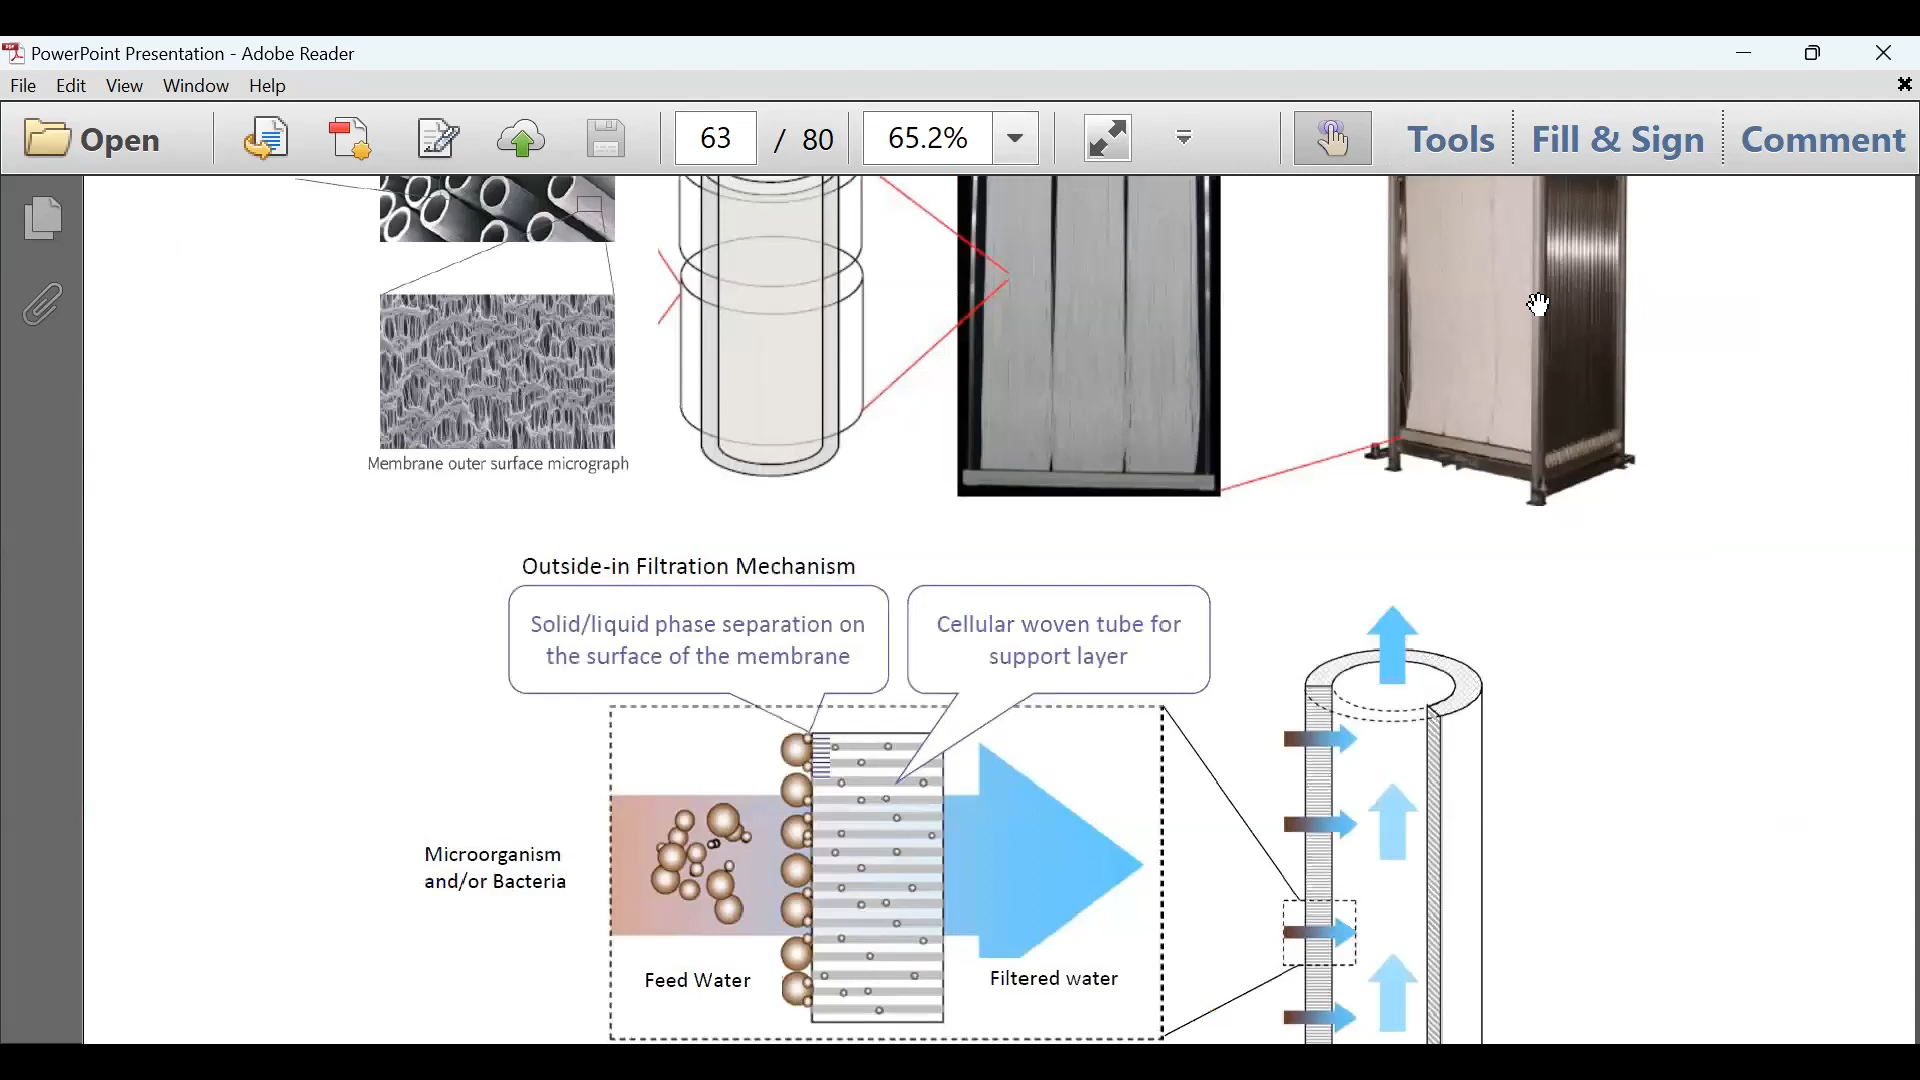 PowerPoint Presentation - Adobe Reader
File Edit View Window Help
Open 63 / 80 65.2% Tools Fill & Sign Comment
Membrane outer surface micrograph
Outside-in Filtration Mechanism
Solid/liquid phase separation on
the surface of the membrane
Cellular woven tube for
support layer
Microorganism
and/or Bacteria
Feed Water
Filtered water